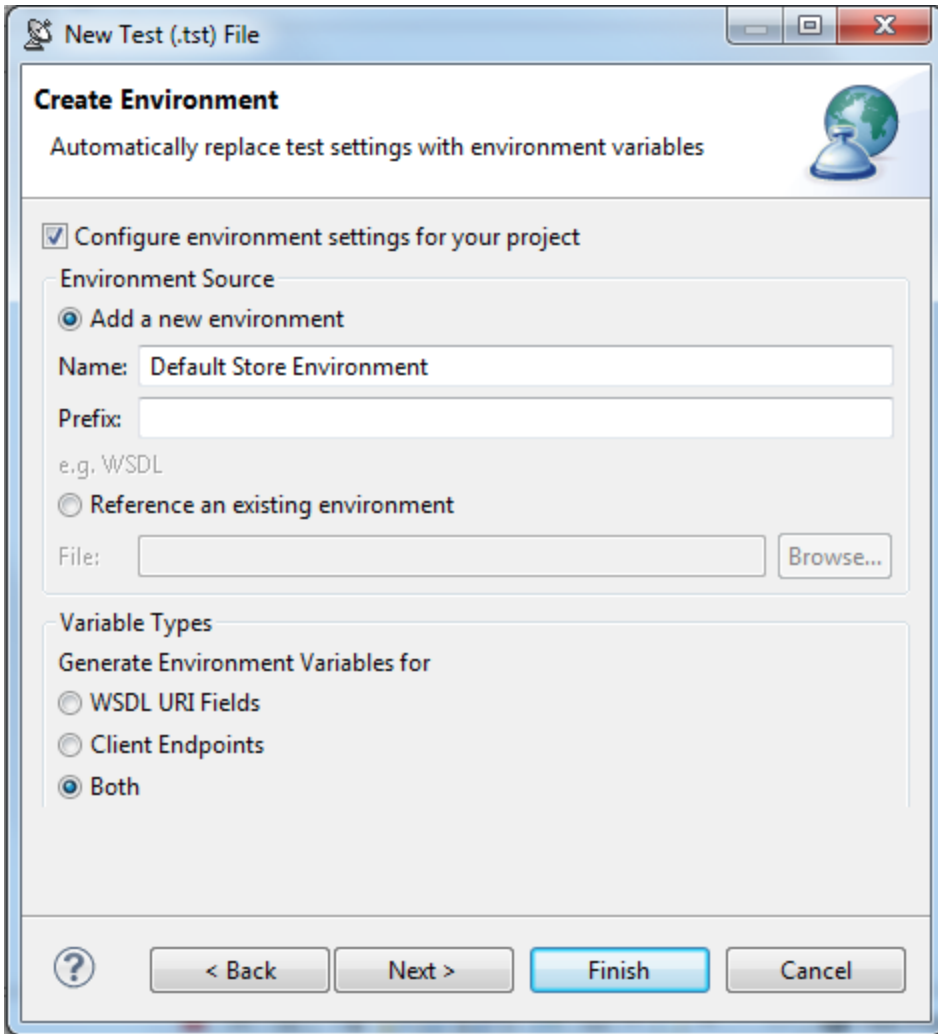 New Test (.tst) File
Create Environment
Automatically replace test settings with environment variables
Configure environment settings for your project
Environment Source
Add a new environment
Name: Default Store Environment
Prefix:
e.g. WSDL
Reference an existing environment
File: Browse...
Variable Types
Generate Environment Variables for
WSDL URI Fields
Client Endpoints
Both
? < Back Next > Finish Cancel